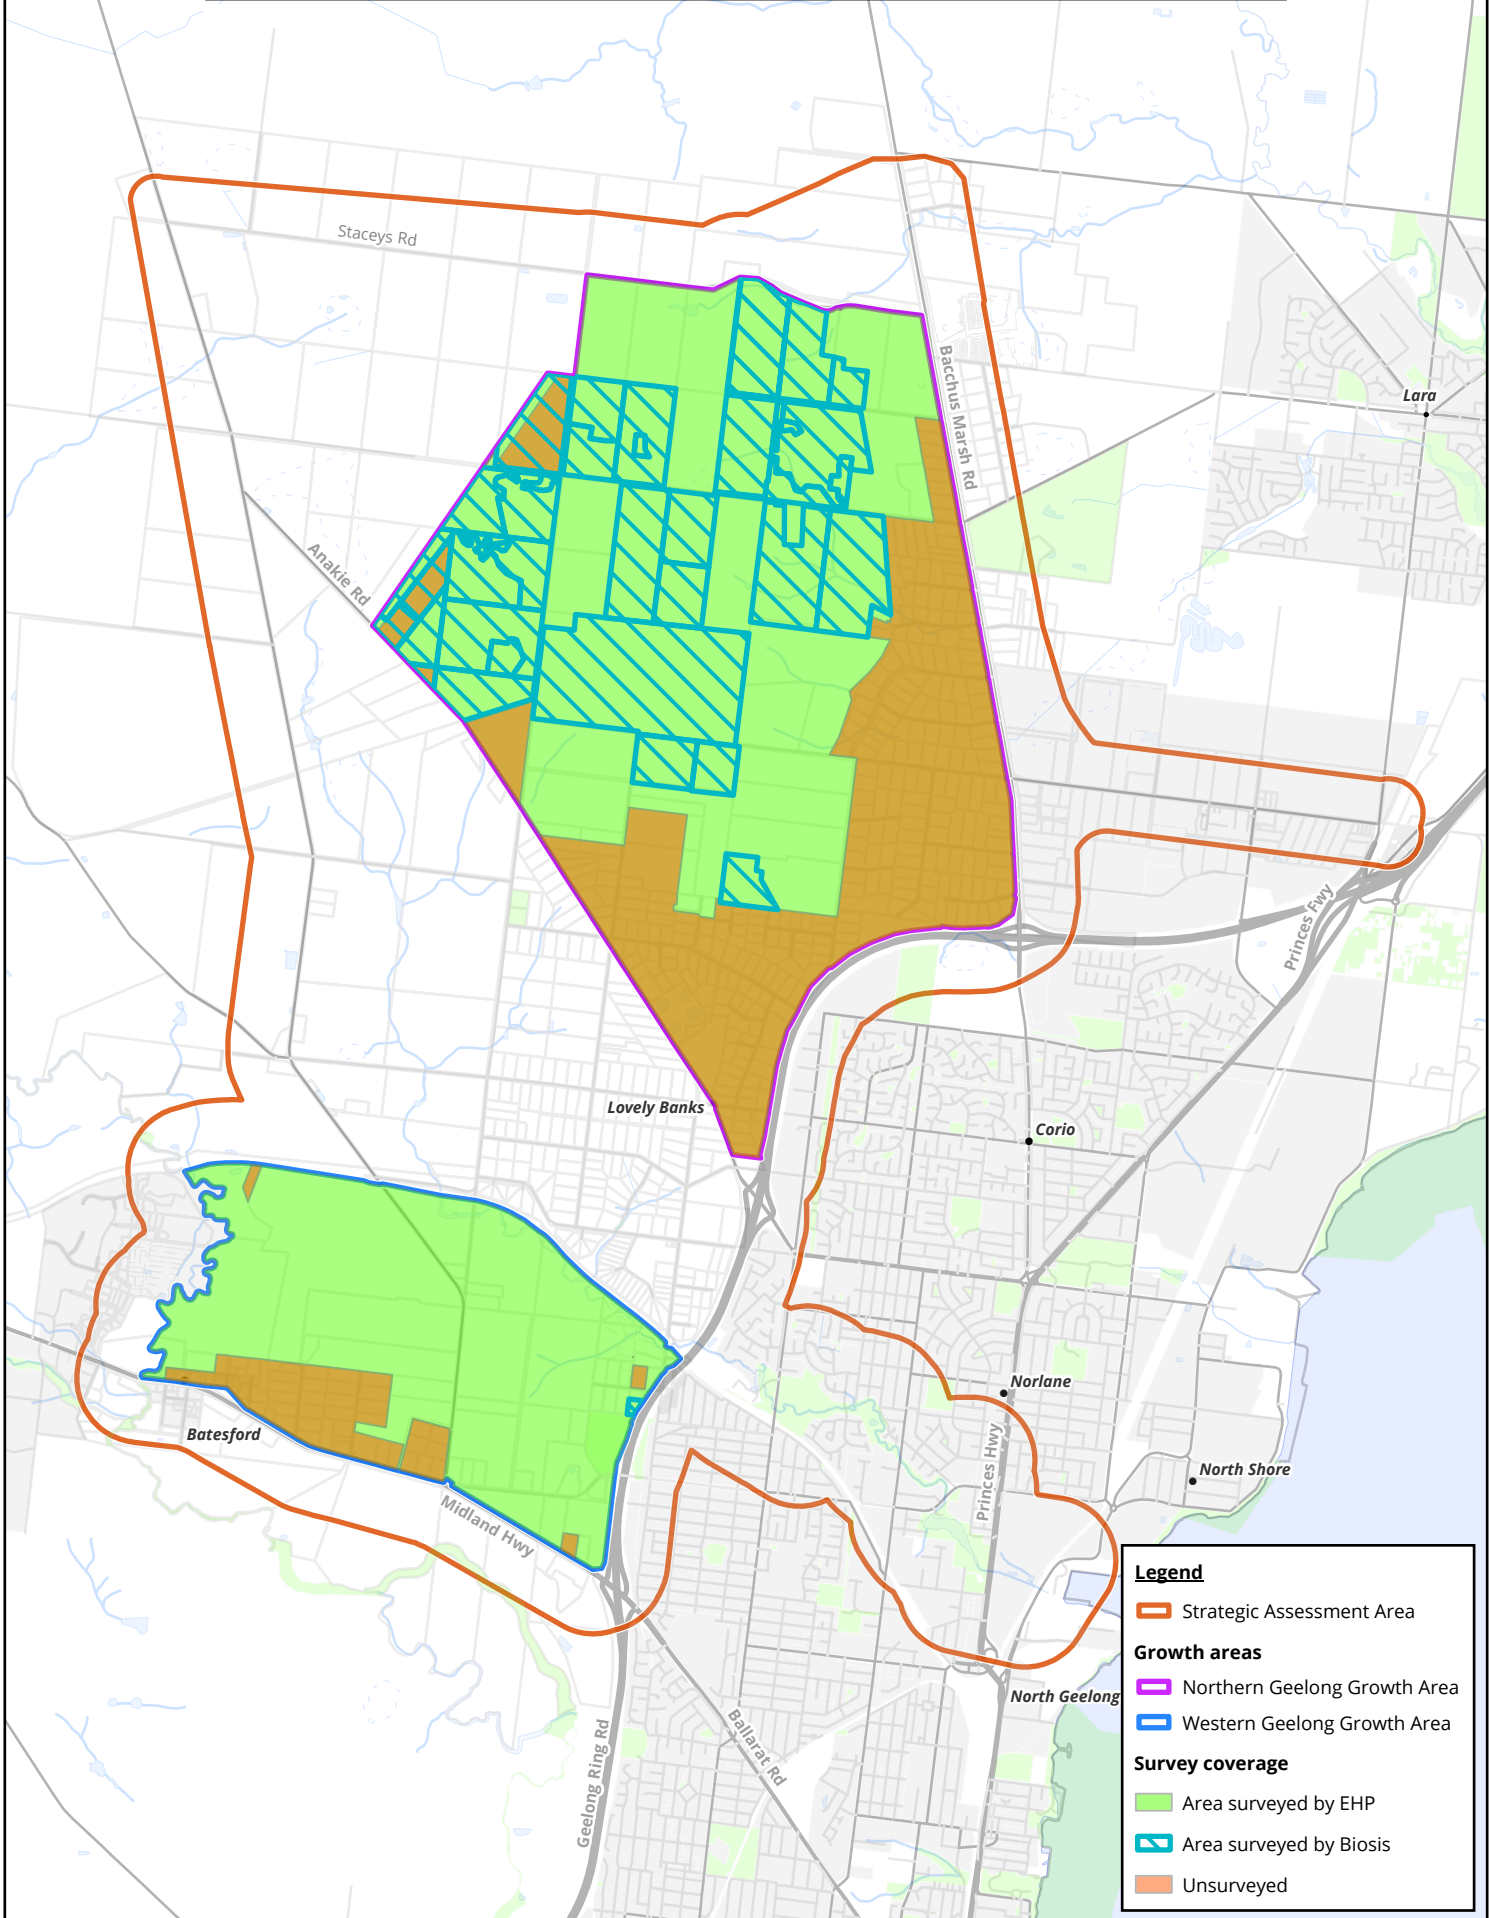 Staceys Rd
Bacchus Marsh Rd
Lara
Anakie Rd
Princes Fwy
Lovely Banks
Corio
Norlane
Batesford
Princes Hwy
North Shore
Midland Hwy
North Geelong
Ballarat Rd
Geelong Ring Rd
Legend
Strategic Assessment Area
Growth areas
Northern Geelong Growth Area
Western Geelong Growth Area
Survey coverage
Area surveyed by EHP
Area surveyed by Biosis
Unsurveyed